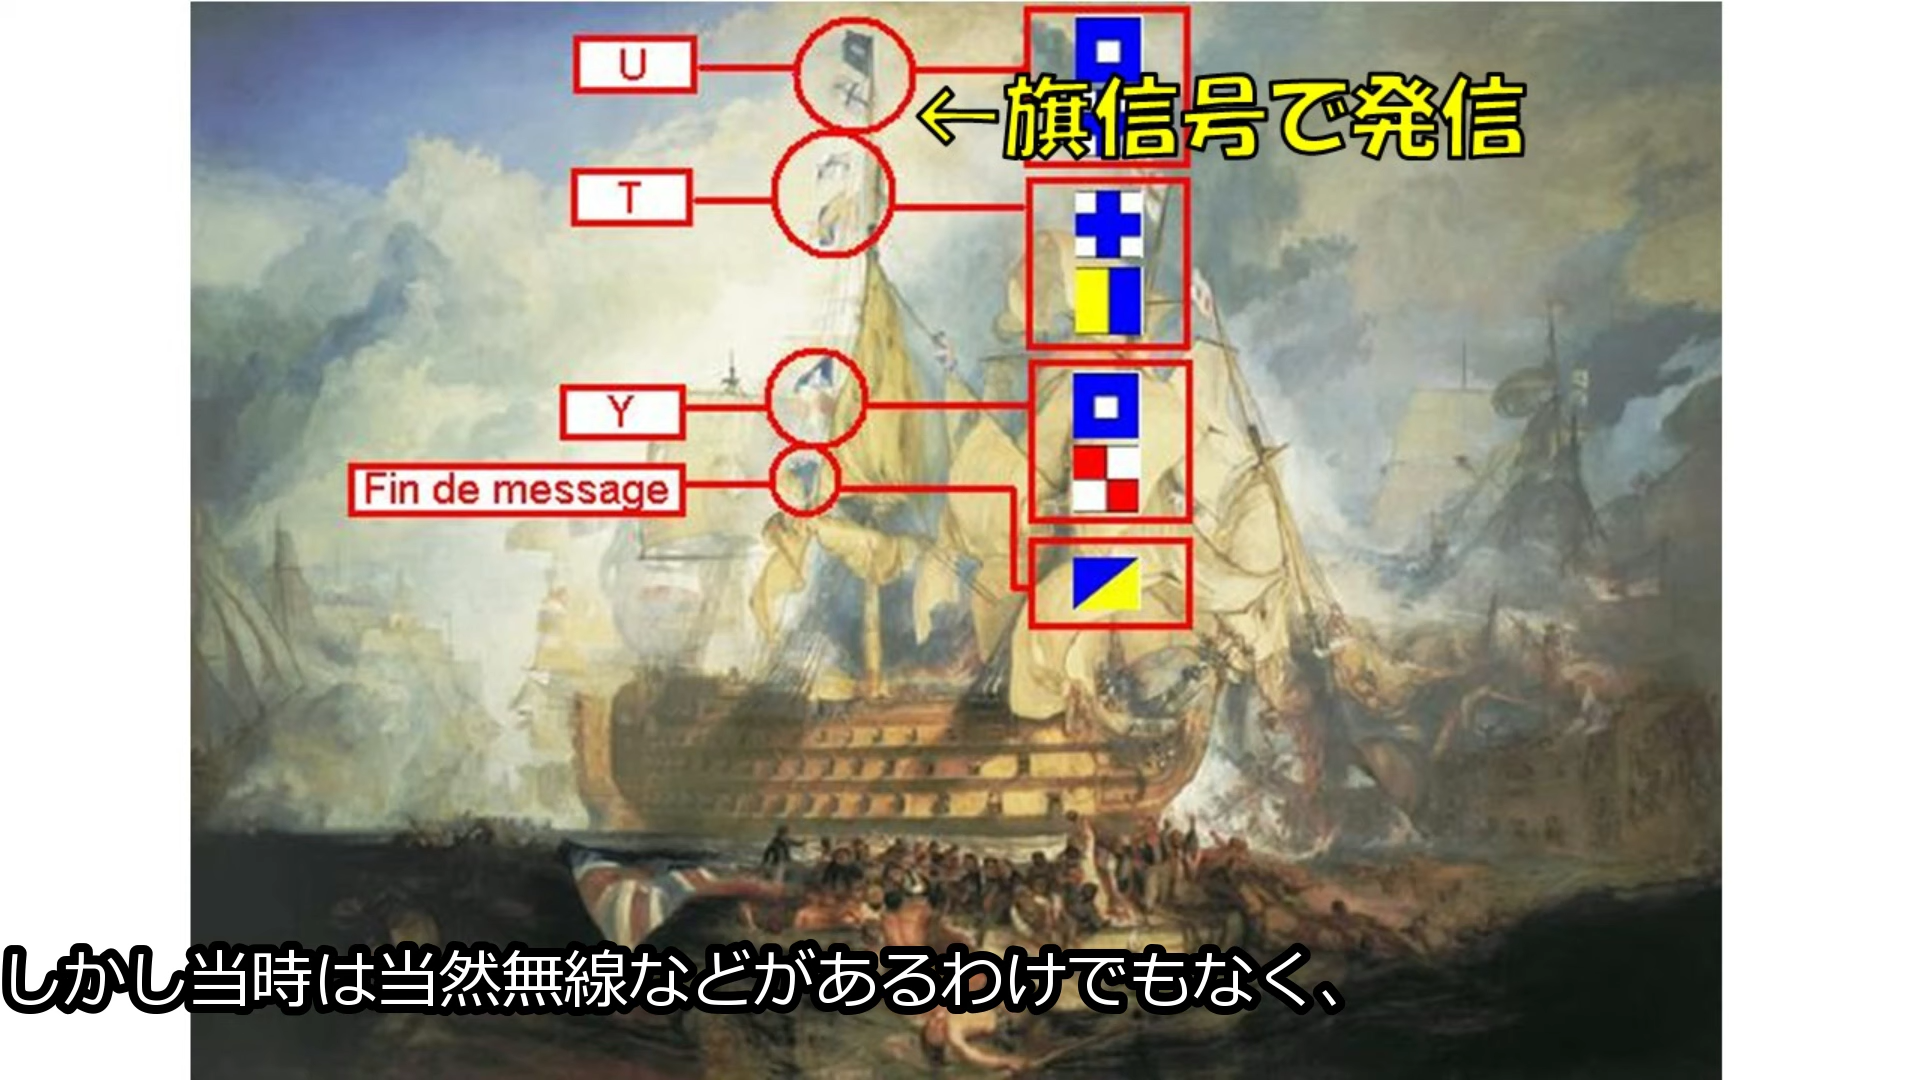 U
←旗信号で発信
T
Y
Fin de message
しかし当時は当然無線などがあるわけでもなく、